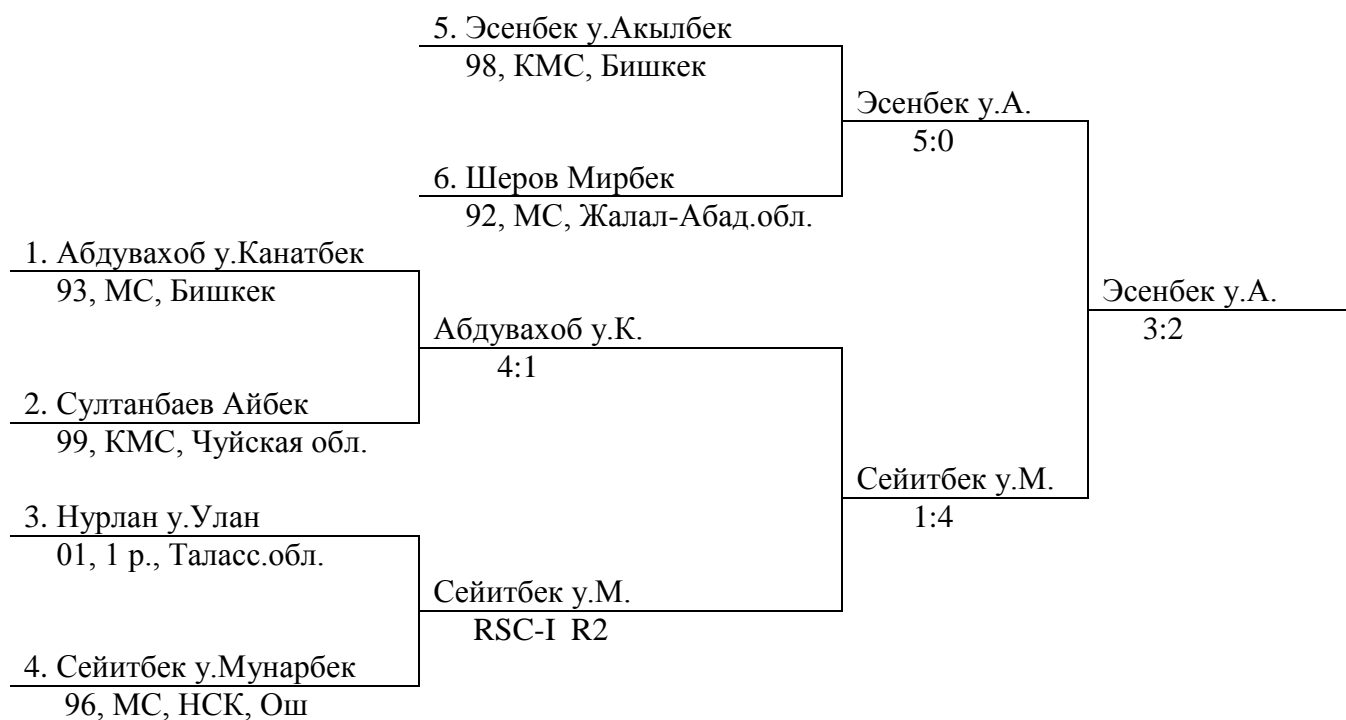 5. Эсенбек у.Акылбек
98, КМС, Бишкек
Эсенбек у.А.
5:0
6. Шеров Мирбек
92, МС, Жалал-Абад.обл.
1. Абдувахоб у.Канатбек
93, МС, Бишкек
Эсенбек у.А.
3:2
Абдувахоб у.К.
4:1
2. Султанбаев Айбек
99, КМС, Чуйская обл.
Сейитбек у.М.
1:4
3. Нурлан у.Улан
01, 1 р., Таласс.обл.
Сейитбек у.М.
RSC-I R2
4. Сейитбек у.Мунарбек
96, МС, НСК, Ош